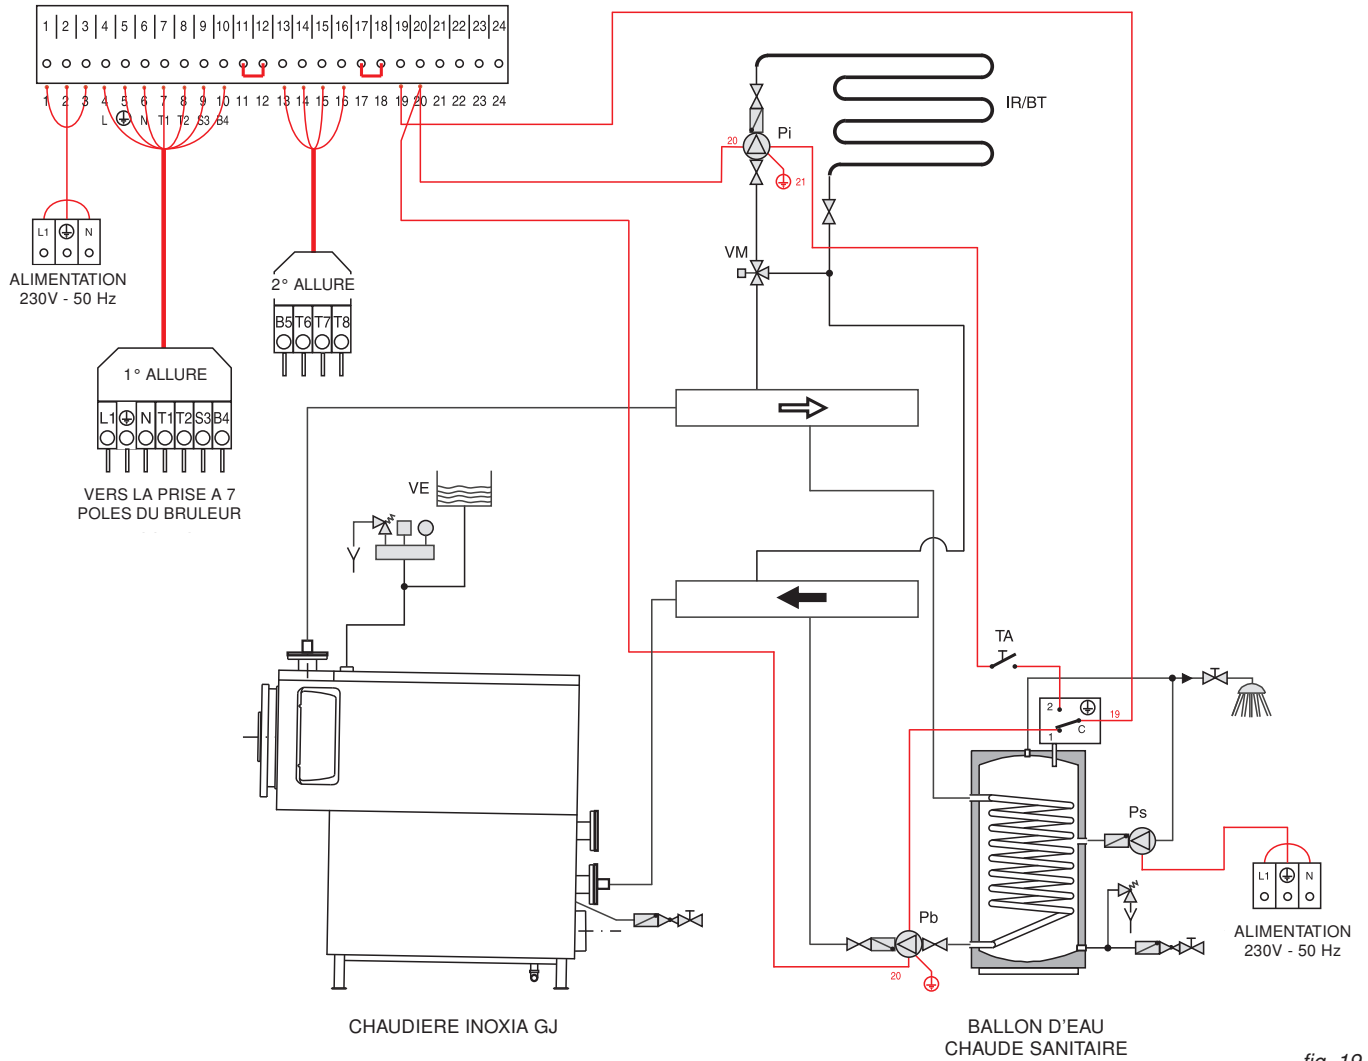 1 2 3 4 5 6 7 8 9 10 11 12 13 14 15 16 17 18 19 20 21 22 23 24
1 2 3 4 5 6 7 8 9 10 11 12 13 14 15 16 17 18 19 20 21 22 23 24
L N T1 T2 S3 B4
L1 N
ALIMENTATION
230V - 50 Hz
2° ALLURE
B5 T6 T7 T8
1° ALLURE
L1 N T1 T2 S3 B4
VERS LA PRISE A 7
POLES DU BRULEUR
IR/BT
Pi
20
21
VM
VE
TA
2
1
C
19
Ps
L1 N
ALIMENTATION
230V - 50 Hz
Pb
20
CHAUDIERE INOXIA GJ
BALLON D'EAU
CHAUDE SANITAIRE